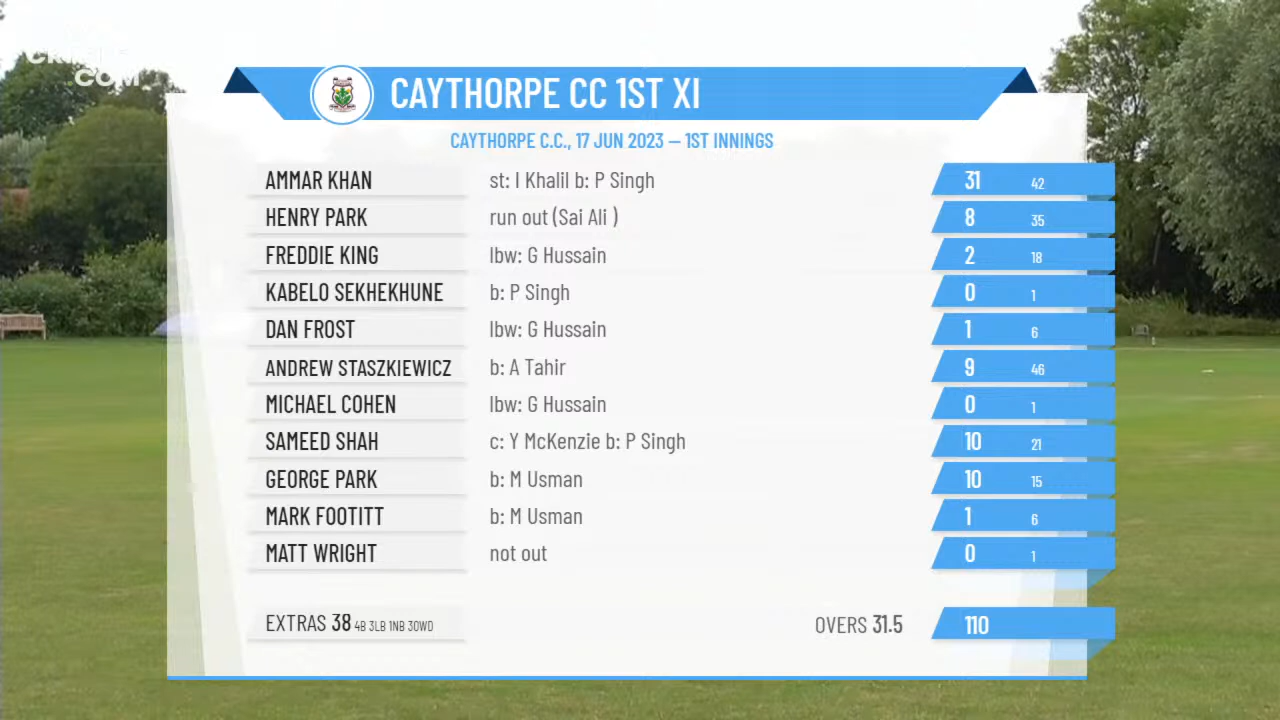 CRICKET
COM
CAYTHORPE CC 1ST XI
CAYTHORPE C.C., 17 JUN 2023 – 1ST INNINGS
AMMAR KHAN st: I Khalil b: P Singh 31 42
HENRY PARK run out (Sai Ali ) 8 35
FREDDIE KING lbw: G Hussain 2 18
KABELO SEKHEKHUNE b: P Singh 0 1
DAN FROST lbw: G Hussain 1 6
ANDREW STASZKIEWICZ b: A Tahir 9 46
MICHAEL COHEN lbw: G Hussain 0 1
SAMEED SHAH c: Y McKenzie b: P Singh 10 21
GEORGE PARK b: M Usman 10 15
MARK FOOTITT b: M Usman 1 6
MATT WRIGHT not out 0 1
EXTRAS 38 4B 3LB 1NB 30WD OVERS 31.5 110